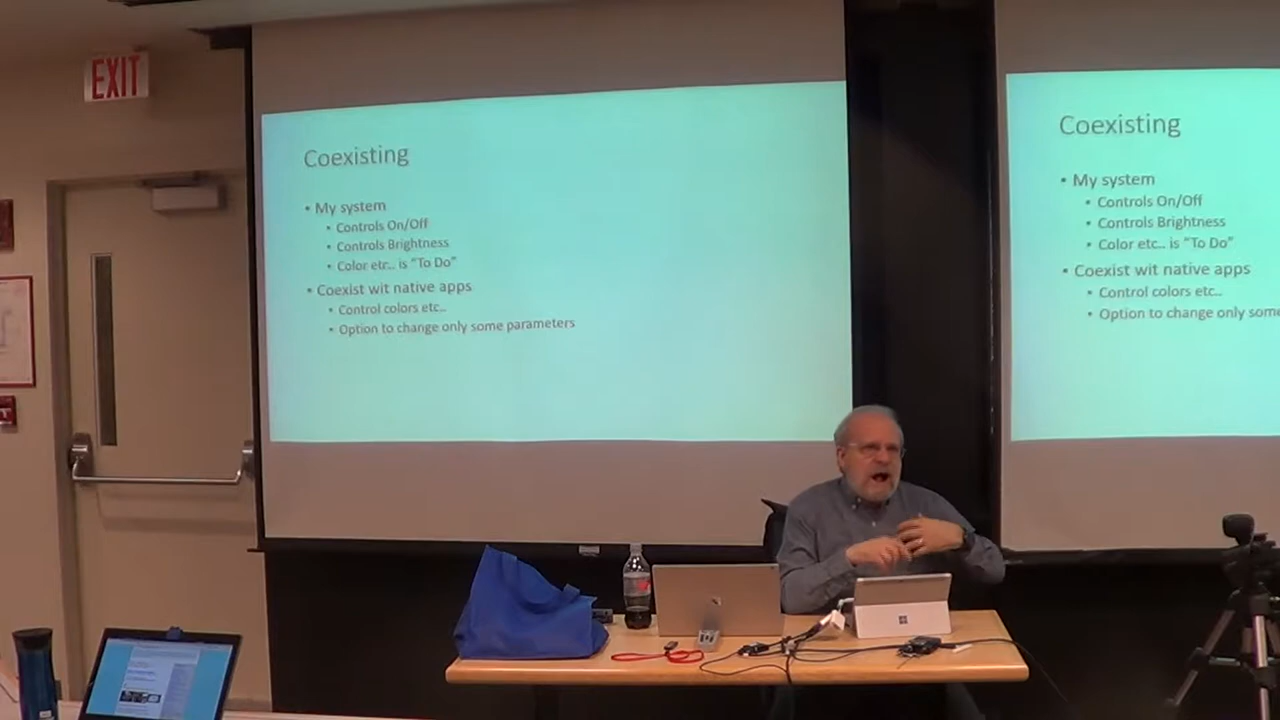 EXIT
Coexisting
• My system
• Controls On/Off
• Controls Brightness
• Color etc.. is “To Do”
• Coexist wit native apps
• Control colors etc..
• Option to change only some parameters
Coexisting
• My system
• Controls On/Off
• Controls Brightness
• Color etc.. is “To Do”
• Coexist wit native apps
• Control colors etc..
• Option to change only some